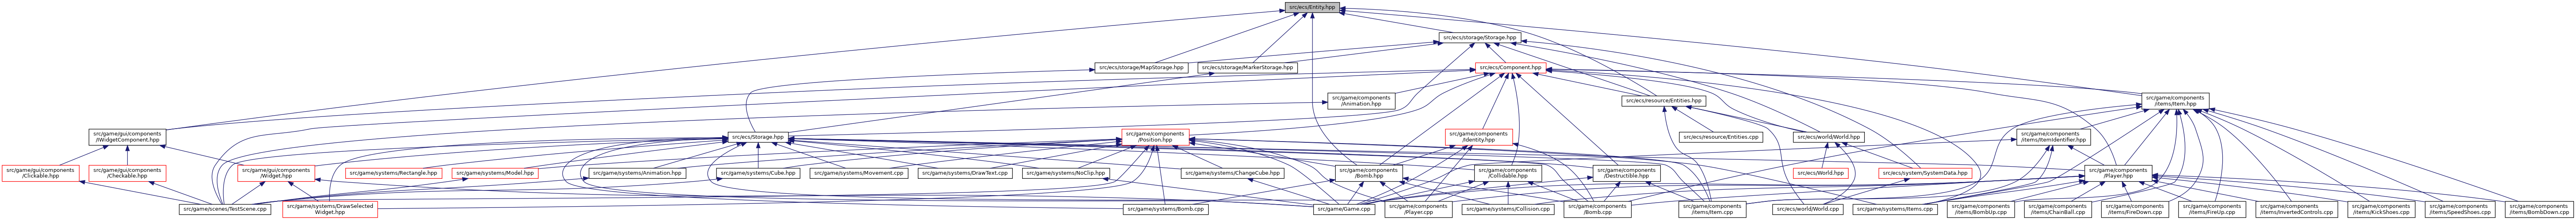 src/ecs/Entity.hpp
src/ecs/storage/Storage.hpp
src/ecs/storage/MapStorage.hpp
src/ecs/storage/MarkerStorage.hpp
src/ecs/Component.hpp
src/game/components
/Animation.hpp
src/ecs/resource/Entities.hpp
src/game/components
/items/Item.hpp
src/game/gui/components
/WidgetComponent.hpp
src/ecs/Storage.hpp
src/game/components
/Position.hpp
src/game/components
/Identity.hpp
src/ecs/resource/Entities.cpp
src/ecs/world/World.hpp
src/game/components
/items/ItemIdentifier.hpp
src/game/gui/components
/Clickable.hpp
src/game/gui/components
/Checkable.hpp
src/game/gui/components
/Widget.hpp
src/game/systems/Rectangle.hpp
src/game/systems/Model.hpp
src/game/systems/Animation.hpp
src/game/systems/Cube.hpp
src/game/systems/Movement.cpp
src/game/systems/DrawText.cpp
src/game/systems/NoClip.hpp
src/game/systems/ChangeCube.hpp
src/game/components
/Bomb.hpp
src/game/components
/Collidable.hpp
src/game/components
/Destructible.hpp
src/ecs/World.hpp
src/ecs/system/SystemData.hpp
src/game/components
/Player.hpp
src/game/scenes/TestScene.cpp
src/game/systems/DrawSelected
Widget.hpp
src/game/systems/Bomb.cpp
src/game/Game.cpp
src/game/components
/Player.cpp
src/game/systems/Collision.cpp
src/game/components
/Bomb.cpp
src/game/components
/items/Item.cpp
src/ecs/world/World.cpp
src/game/systems/Items.cpp
src/game/components
/items/BombUp.cpp
src/game/components
/items/ChainBall.cpp
src/game/components
/items/FireDown.cpp
src/game/components
/items/FireUp.cpp
src/game/components
/items/InvertedControls.cpp
src/game/components
/items/KickShoes.cpp
src/game/components
/items/SpeedShoes.cpp
src/game/components
/items/BombDown.cpp